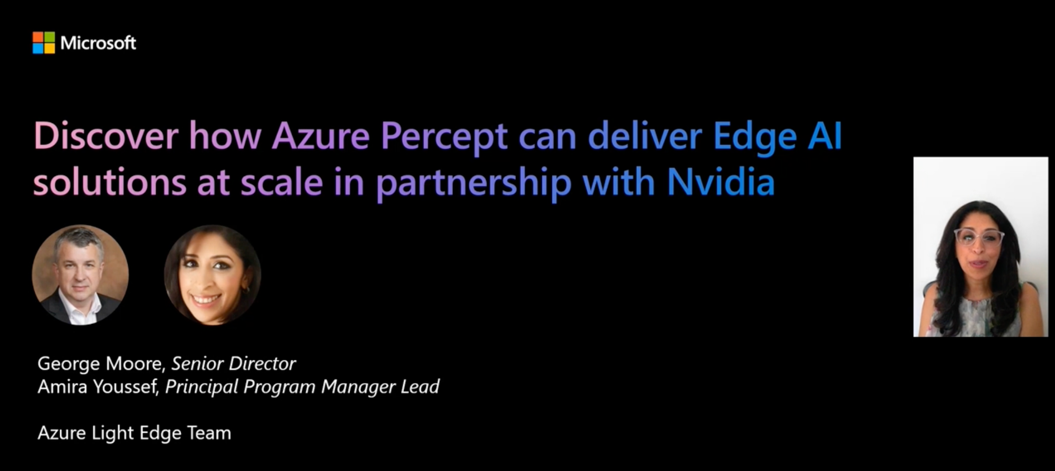 Microsoft
Discover how Azure Percept can deliver Edge AI
solutions at scale in partnership with Nvidia
George Moore, Senior Director
Amira Youssef, Principal Program Manager Lead
Azure Light Edge Team